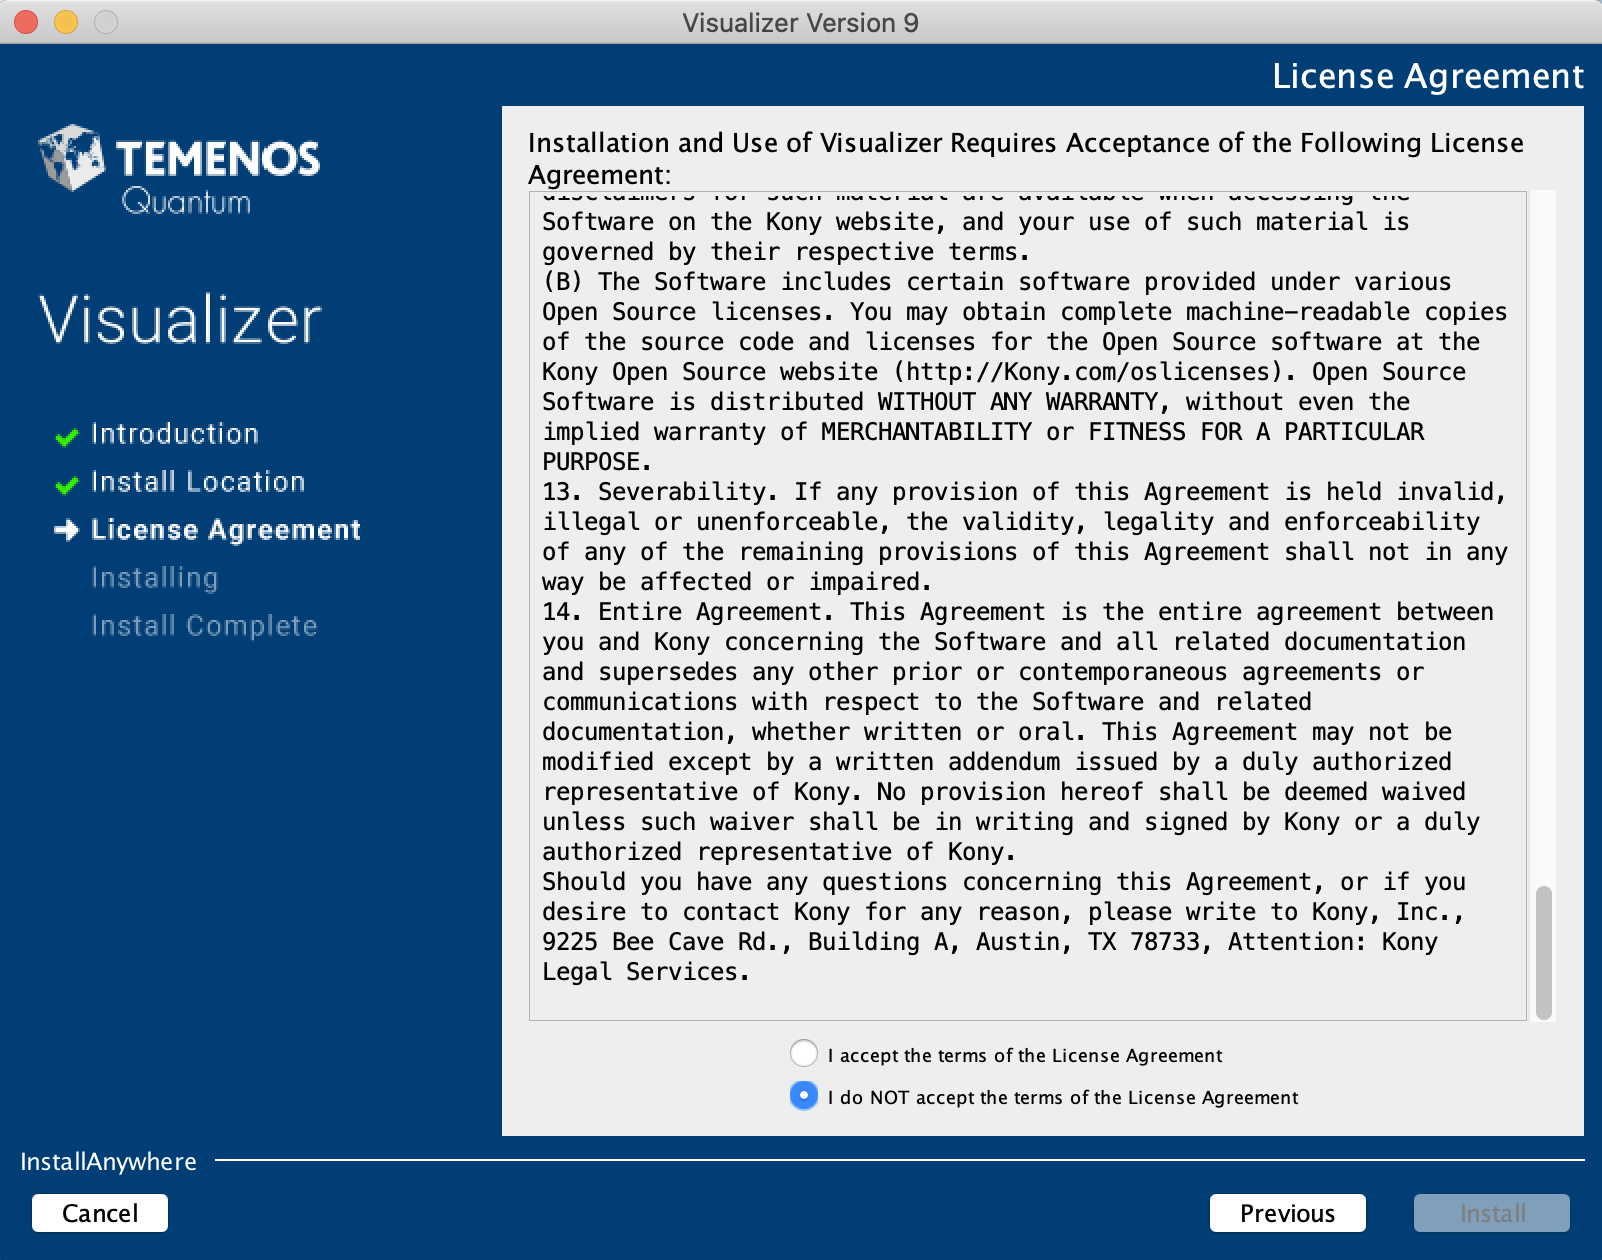 Visualizer Version 9
License Agreement
TEMENOS
Quantum
Visualizer
Introduction
Install Location
License Agreement
Installing
Install Complete
Installation and Use of Visualizer Requires Acceptance of the Following License
Agreement:
disclaimers for such material are available when accessing the
Software on the Kony website, and your use of such material is
governed by their respective terms.
(B) The Software includes certain software provided under various
Open Source licenses. You may obtain complete machine-readable copies
of the source code and licenses for the Open Source software at the
Kony Open Source website (http://Kony.com/oslicenses). Open Source
Software is distributed WITHOUT ANY WARRANTY, without even the
implied warranty of MERCHANTABILITY or FITNESS FOR A PARTICULAR
PURPOSE.
13. Severability. If any provision of this Agreement is held invalid,
illegal or unenforceable, the validity, legality and enforceability
of any of the remaining provisions of this Agreement shall not in any
way be affected or impaired.
14. Entire Agreement. This Agreement is the entire agreement between
you and Kony concerning the Software and all related documentation
and supersedes any other prior or contemporaneous agreements or
communications with respect to the Software and related
documentation, whether written or oral. This Agreement may not be
modified except by a written addendum issued by a duly authorized
representative of Kony. No provision hereof shall be deemed waived
unless such waiver shall be in writing and signed by Kony or a duly
authorized representative of Kony.
Should you have any questions concerning this Agreement, or if you
desire to contact Kony for any reason, please write to Kony, Inc.,
9225 Bee Cave Rd., Building A, Austin, TX 78733, Attention: Kony
Legal Services.
I accept the terms of the License Agreement
I do NOT accept the terms of the License Agreement
InstallAnywhere
Cancel
Previous
Install